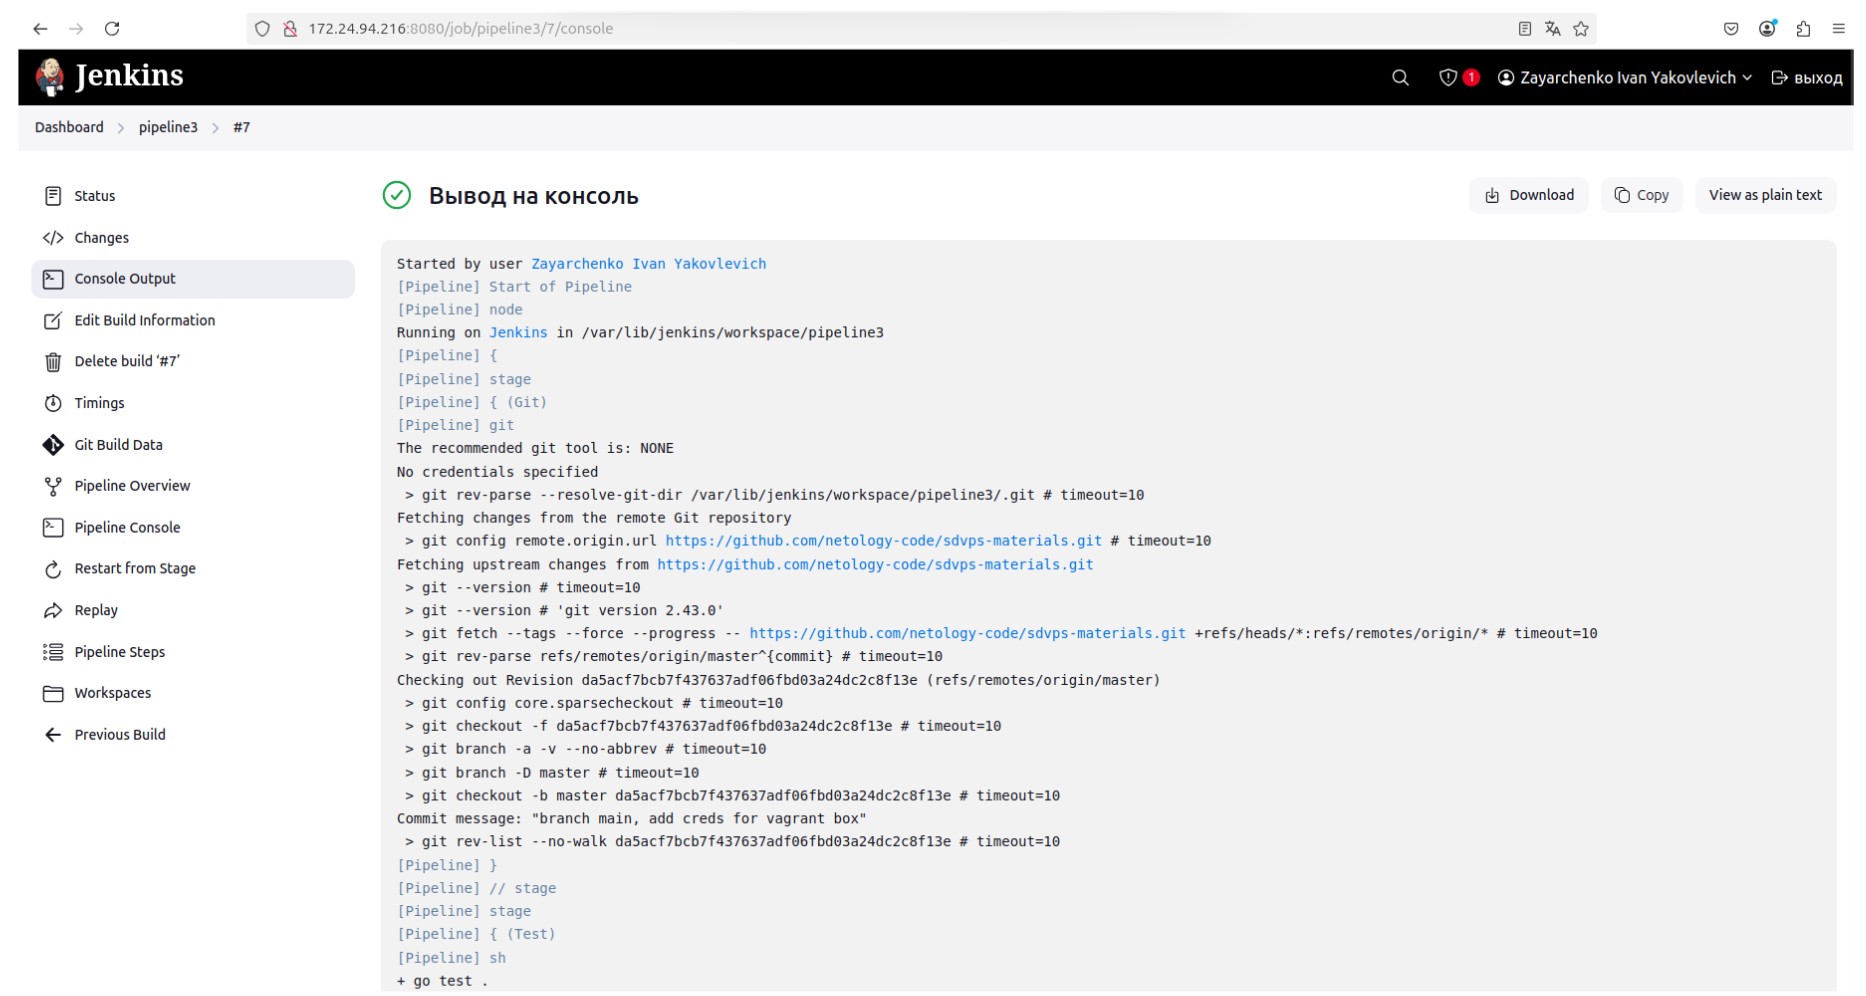 172.24.94.216:8080/job/pipeline3/7/console
Jenkins
1
Zayarchenko Ivan Yakovlevich
выход
Dashboard
pipeline3
#7
Status
Changes
Console Output
Edit Build Information
Delete build ‘#7’
Timings
Git Build Data
Pipeline Overview
Pipeline Console
Restart from Stage
Replay
Pipeline Steps
Workspaces
Previous Build
Вывод на консоль
Download
Copy
View as plain text
Started by user Zayarchenko Ivan Yakovlevich
[Pipeline] Start of Pipeline
[Pipeline] node
Running on Jenkins in /var/lib/jenkins/workspace/pipeline3
[Pipeline] {
[Pipeline] stage
[Pipeline] { (Git)
[Pipeline] git
The recommended git tool is: NONE
No credentials specified
> git rev-parse --resolve-git-dir /var/lib/jenkins/workspace/pipeline3/.git # timeout=10
Fetching changes from the remote Git repository
> git config remote.origin.url https://github.com/netology-code/sdvps-materials.git # timeout=10
Fetching upstream changes from https://github.com/netology-code/sdvps-materials.git
> git --version # timeout=10
> git --version # 'git version 2.43.0'
> git fetch --tags --force --progress -- https://github.com/netology-code/sdvps-materials.git +refs/heads/*:refs/remotes/origin/* # timeout=10
> git rev-parse refs/remotes/origin/master^{commit} # timeout=10
Checking out Revision da5acf7bcb7f437637adf06fbd03a24dc2c8f13e (refs/remotes/origin/master)
> git config core.sparsecheckout # timeout=10
> git checkout -f da5acf7bcb7f437637adf06fbd03a24dc2c8f13e # timeout=10
> git branch -a -v --no-abbrev # timeout=10
> git branch -D master # timeout=10
> git checkout -b master da5acf7bcb7f437637adf06fbd03a24dc2c8f13e # timeout=10
Commit message: "branch main, add creds for vagrant box"
> git rev-list --no-walk da5acf7bcb7f437637adf06fbd03a24dc2c8f13e # timeout=10
[Pipeline] }
[Pipeline] // stage
[Pipeline] stage
[Pipeline] { (Test)
[Pipeline] sh
+ go test .